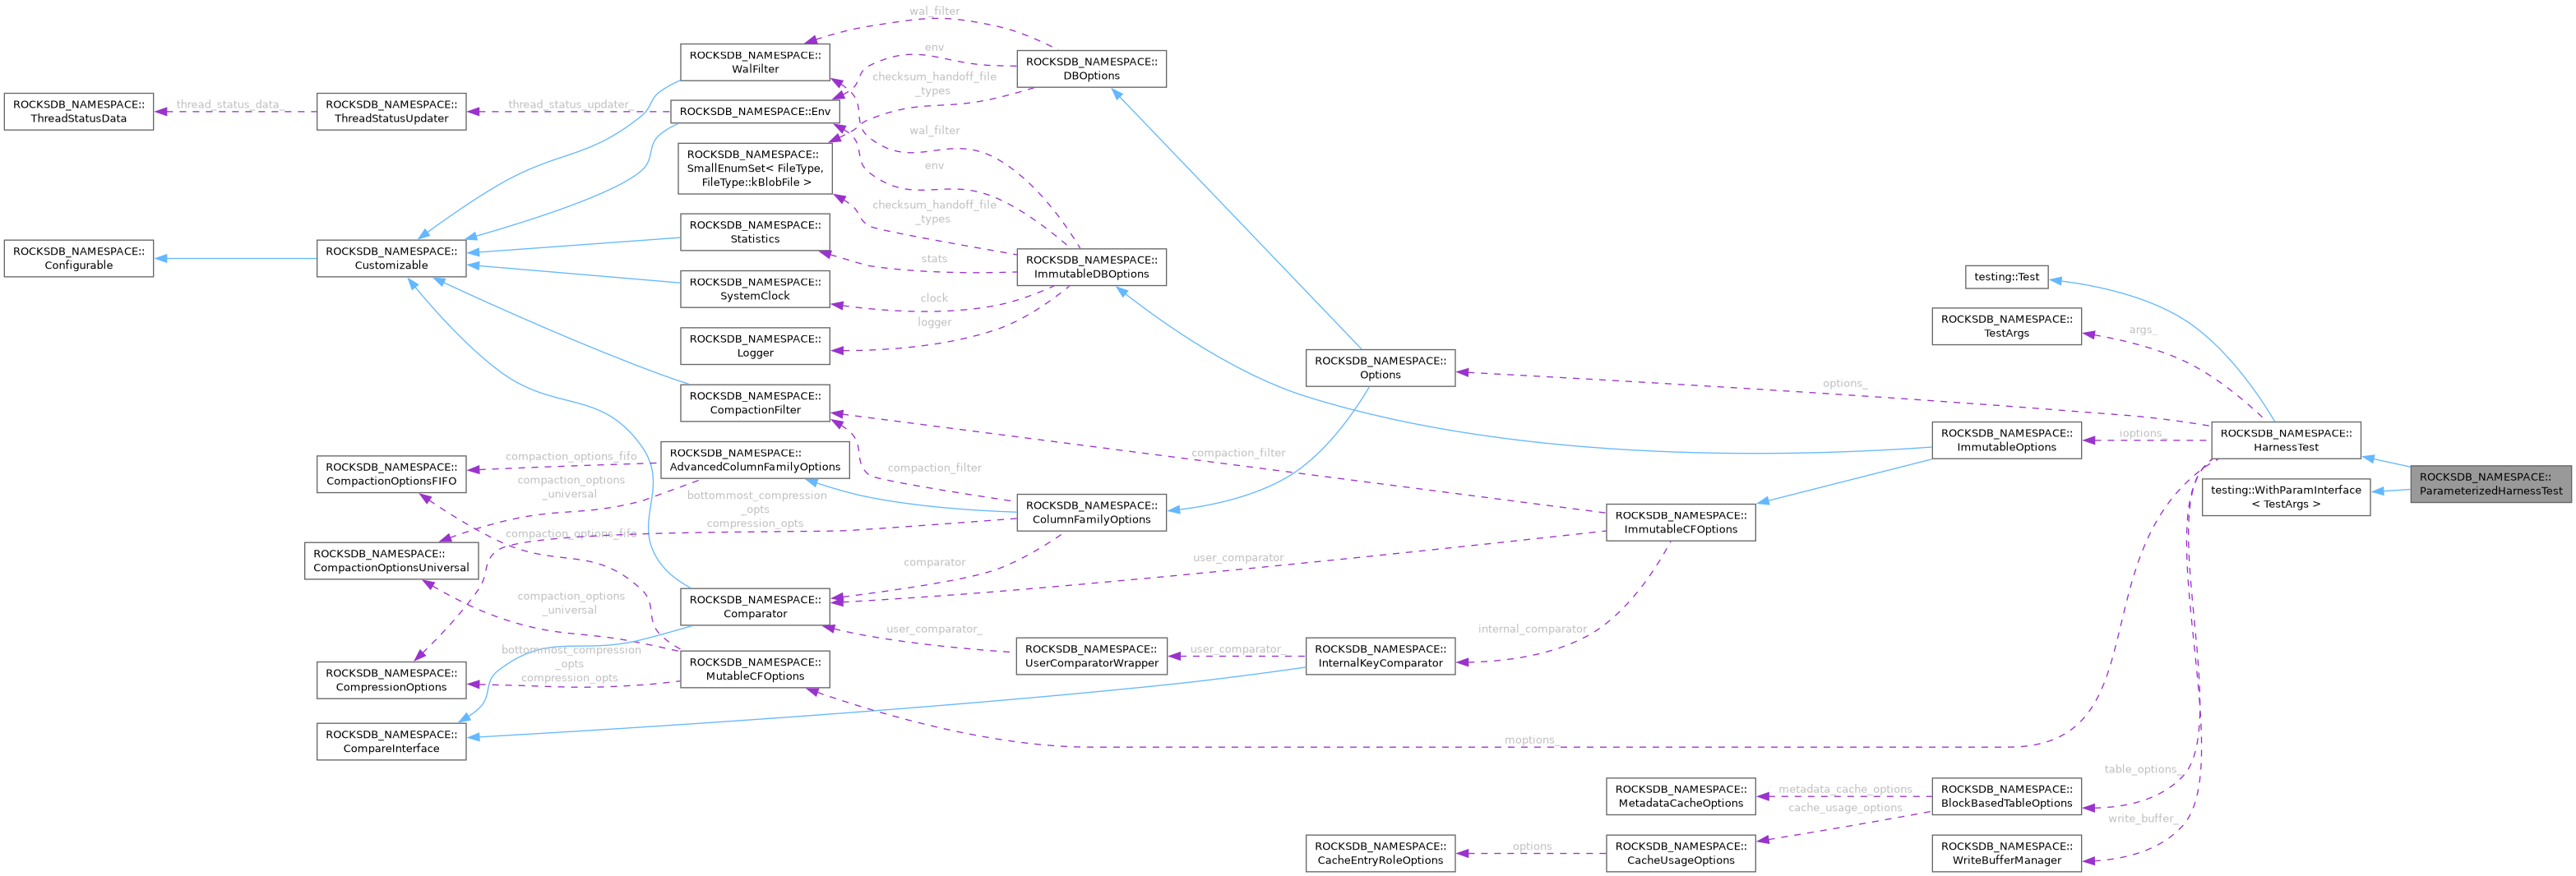 wal_filter
env
checksum_handoff_file
_types
ROCKSDB_NAMESPACE::
WalFilter
ROCKSDB_NAMESPACE::
DBOptions
ROCKSDB_NAMESPACE::
ThreadStatusData
thread_status_data_
ROCKSDB_NAMESPACE::
ThreadStatusUpdater
thread_status_updater_
ROCKSDB_NAMESPACE::Env
wal_filter
env
ROCKSDB_NAMESPACE::
SmallEnumSet< FileType,
FileType::kBlobFile >
checksum_handoff_file
_types
ROCKSDB_NAMESPACE::
Configurable
ROCKSDB_NAMESPACE::
Customizable
ROCKSDB_NAMESPACE::
Statistics
stats
ROCKSDB_NAMESPACE::
ImmutableDBOptions
ROCKSDB_NAMESPACE::
SystemClock
clock
logger
ROCKSDB_NAMESPACE::
Logger
testing::Test
ROCKSDB_NAMESPACE::
TestArgs
args_
ROCKSDB_NAMESPACE::
Options
options_
ROCKSDB_NAMESPACE::
CompactionFilter
ROCKSDB_NAMESPACE::
ImmutableOptions
ioptions_
ROCKSDB_NAMESPACE::
HarnessTest
compaction_filter
ROCKSDB_NAMESPACE::
CompactionOptionsFIFO
compaction_options_fifo
compaction_options
_universal
ROCKSDB_NAMESPACE::
AdvancedColumnFamilyOptions
compaction_filter
bottommost_compression
_opts
compression_opts
ROCKSDB_NAMESPACE::
ColumnFamilyOptions
ROCKSDB_NAMESPACE::
ImmutableCFOptions
testing::WithParamInterface
< TestArgs >
ROCKSDB_NAMESPACE::
ParameterizedHarnessTest
compaction_options_fifo
ROCKSDB_NAMESPACE::
CompactionOptionsUniversal
comparator
user_comparator
compaction_options
_universal
ROCKSDB_NAMESPACE::
Comparator
user_comparator_
ROCKSDB_NAMESPACE::
UserComparatorWrapper
user_comparator_
ROCKSDB_NAMESPACE::
InternalKeyComparator
internal_comparator
bottommost_compression
_opts
compression_opts
ROCKSDB_NAMESPACE::
CompressionOptions
ROCKSDB_NAMESPACE::
MutableCFOptions
ROCKSDB_NAMESPACE::
CompareInterface
moptions_
table_options_
ROCKSDB_NAMESPACE::
MetadataCacheOptions
metadata_cache_options
cache_usage_options
ROCKSDB_NAMESPACE::
BlockBasedTableOptions
write_buffer_
ROCKSDB_NAMESPACE::
CacheEntryRoleOptions
options
ROCKSDB_NAMESPACE::
CacheUsageOptions
ROCKSDB_NAMESPACE::
WriteBufferManager